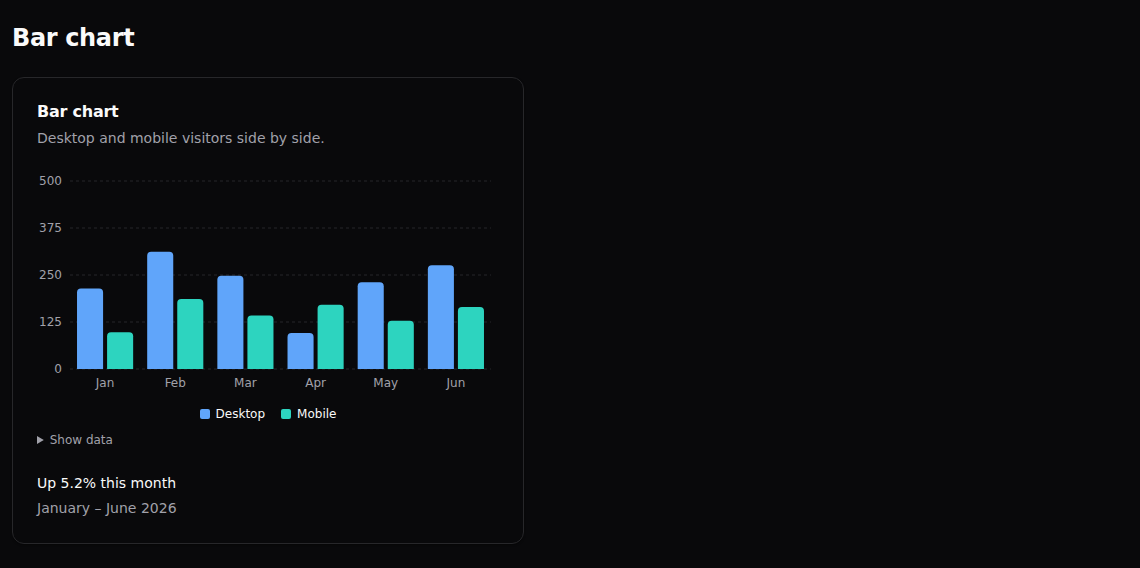 Bar chart
Bar chart
Desktop and mobile visitors side by side.
500
375
250
125
0
Jan Feb Mar Apr May Jun
Desktop Mobile
Show data
Up 5.2% this month
January – June 2026